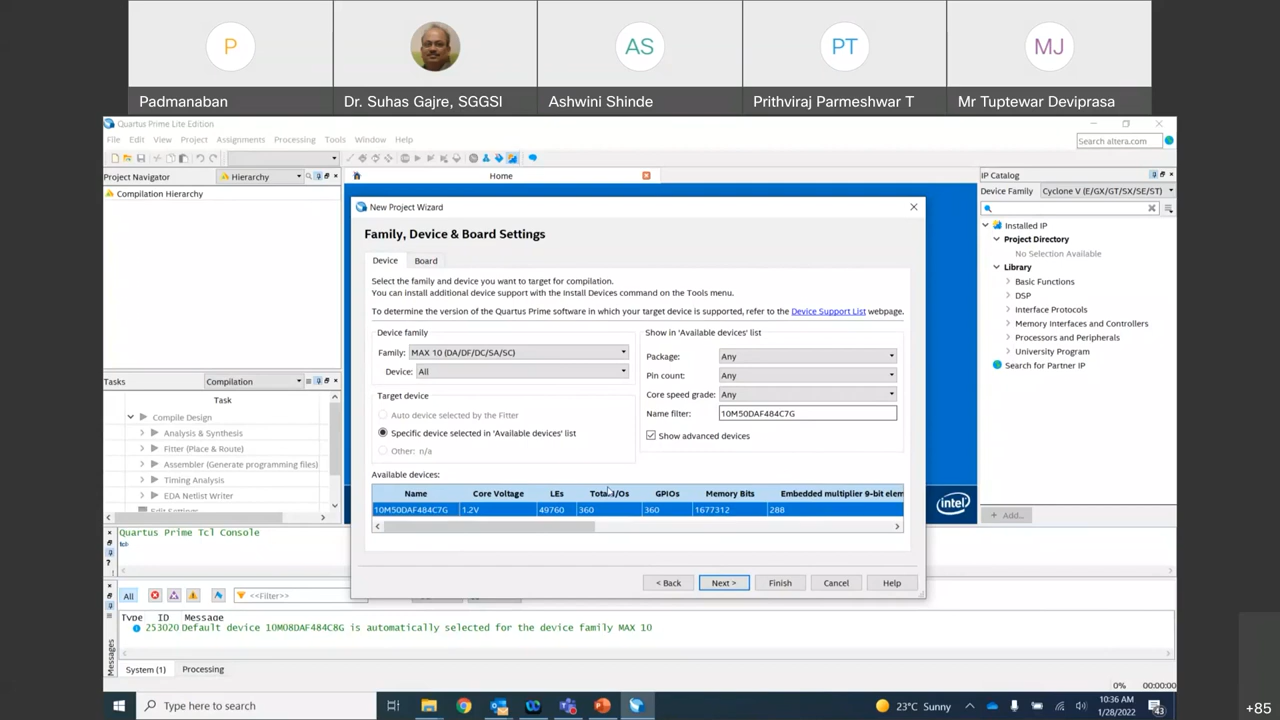 P
AS
PT
MJ
Padmanaban
Dr. Suhas Gajre, SGGSI
Ashwini Shinde
Prithviraj Parmeshwar T
Mr Tuptewar Deviprasa
Quartus Prime Lite Edition
File Edit View Project Assignments Processing Tools Window Help
Search altera.com
Project Navigator
Hierarchy
Home
IP Catalog
Compilation Hierarchy
Device Family
Cyclone V (E/GX/GT/SX/SE/ST)
Installed IP
Project Directory
No Selection Available
Library
Basic Functions
DSP
Interface Protocols
Memory Interfaces and Controllers
Processors and Peripherals
University Program
Search for Partner IP
Add...
New Project Wizard
Family, Device & Board Settings
Device
Board
Select the family and device you want to target for compilation.
You can install additional device support with the Install Devices command on the Tools menu.
To determine the version of the Quartus Prime software in which your target device is supported, refer to the Device Support List webpage.
Device family
Family: MAX 10 (DA/DF/DC/SA/SC)
Device: All
Target device
Auto device selected by the Fitter
Specific device selected in 'Available devices' list
Other: n/a
Show in 'Available devices' list
Package: Any
Pin count: Any
Core speed grade: Any
Name filter: 10M50DAF484C7G
Show advanced devices
Available devices:
Name Core Voltage LEs Total I/Os GPIOs Memory Bits Embedded multiplier 9-bit elem
10M50DAF484C7G 1.2V 49760 360 360 1677312 288
< Back
Next >
Finish
Cancel
Help
Tasks
Compilation
Task
Compile Design
Analysis & Synthesis
Fitter (Place & Route)
Assembler (Generate programming files)
Timing Analysis
EDA Netlist Writer
Edit Settings
intel
Quartus Prime Tcl Console
tcl>
All
<<Filter>>
Type ID Message
253020 Default device 10M08DAF484C8G is automatically selected for the device family MAX 10
Messages
System (1)
Processing
0% 00:00:00
Type here to search
23°C Sunny
10:36 AM
1/28/2022
43
+85